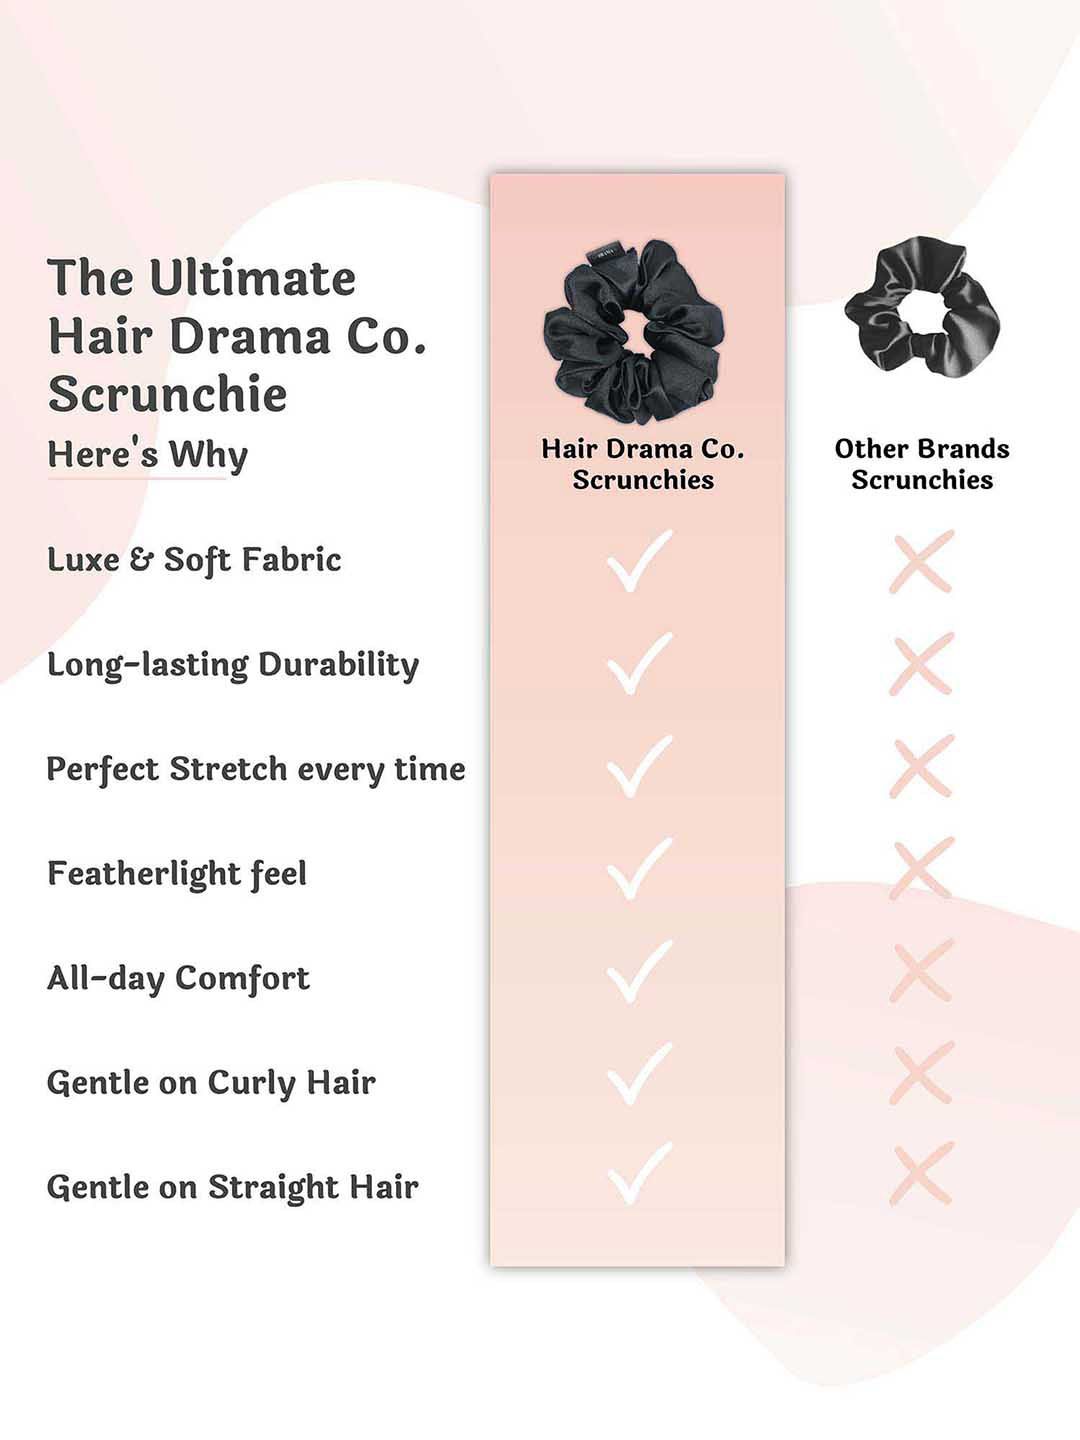 The Ultimate
Hair Drama Co.
Scrunchie
Here's Why
DRAMA
Hair Drama Co.
Scrunchies
Other Brands
Scrunchies
Luxe & Soft Fabric
Long-lasting Durability
Perfect Stretch every time
Featherlight feel
All-day Comfort
Gentle on Curly Hair
Gentle on Straight Hair